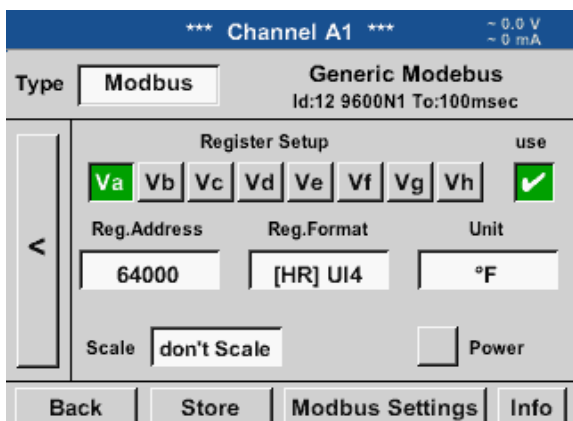 *** Channel A1 ***
~ 0.0 V
~ 0 mA
Type Modbus
Generic Modebus
Id:12 9600N1 To:100msec
Register Setup use
Va Vb Vc Vd Ve Vf Vg Vh
<
Reg.Address Reg.Format Unit
64000 [HR] UI4 °F
Scale don't Scale Power
Back Store Modbus Settings Info